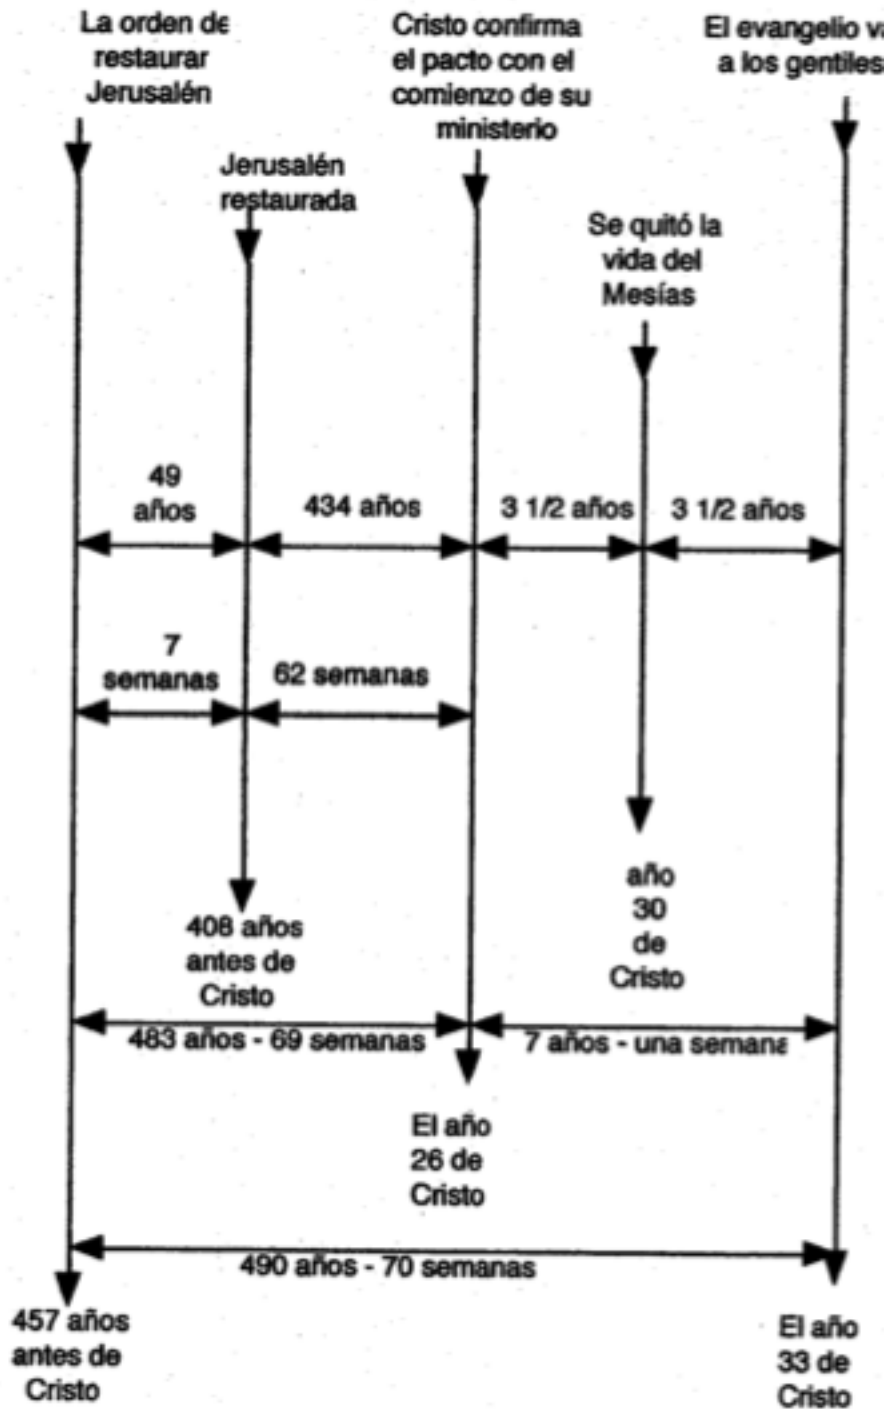 La orden de
restaurar
Jerusalén
Cristo confirma
el pacto con el
comienzo de su
ministerio
El evangelio va
a los gentiles
Jerusalén
restaurada
Se quitó la
vida del
Mesías
49
años
434 años
3 1/2 años
3 1/2 años
7
semanas
62 semanas
408 años
antes de
Cristo
año
30
de
Cristo
483 años - 69 semanas
7 años - una semana
El año
26 de
Cristo
490 años - 70 semanas
457 años
antes de
Cristo
El año
33 de
Cristo